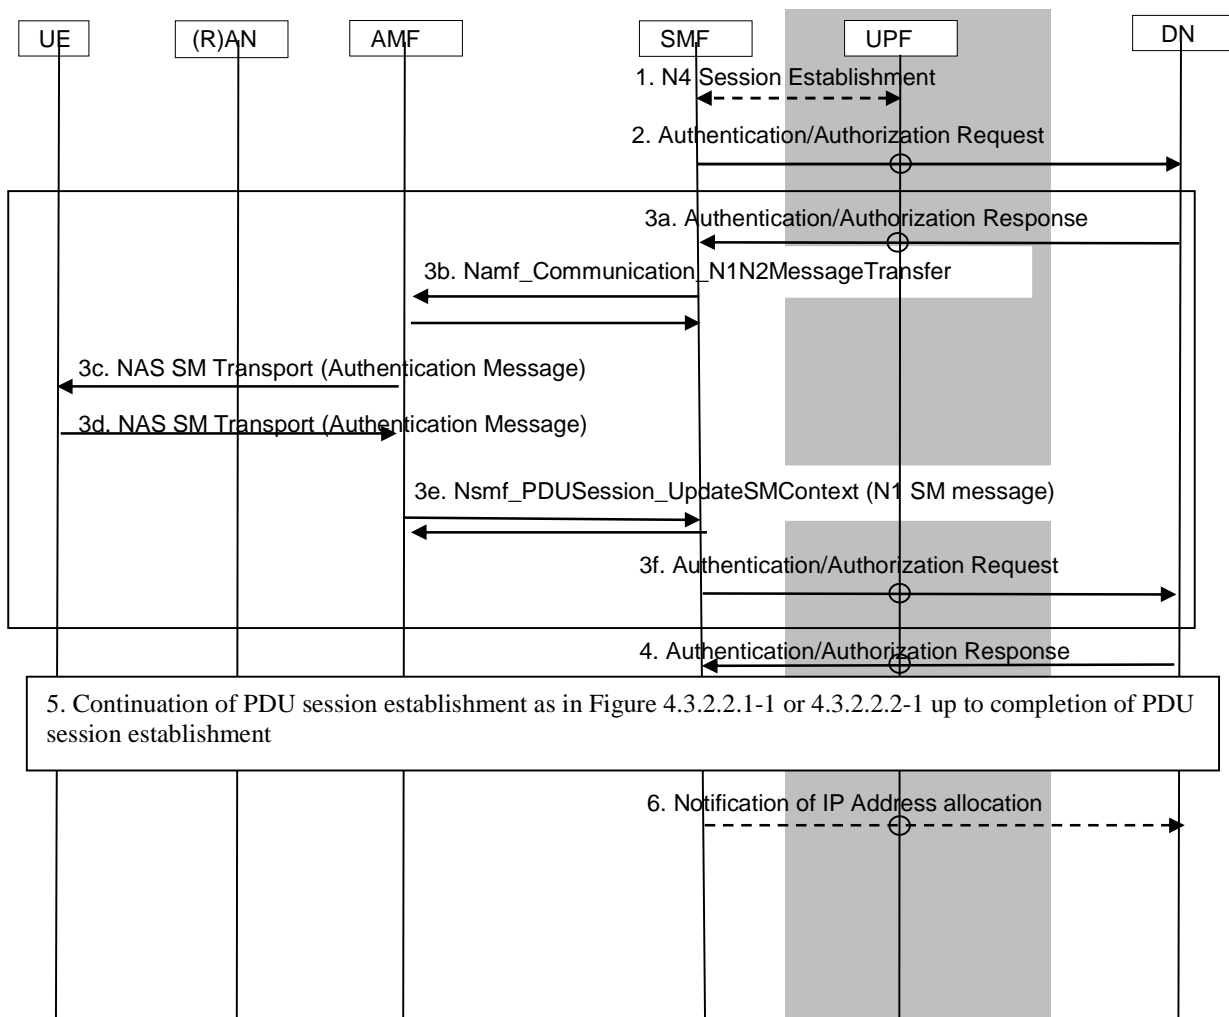 UE
(R)AN
AMF
SMF
UPF
DN
1. N4 Session Establishment
2. Authentication/Authorization Request
3a. Authentication/Authorization Response
3b. Namf_Communication_N1N2MessageTransfer
3c. NAS SM Transport (Authentication Message)
3d. NAS SM Transport (Authentication Message)
3e. Nsmf_PDUSession_UpdateSMContext (N1 SM message)
3f. Authentication/Authorization Request
4. Authentication/Authorization Response
5. Continuation of PDU session establishment as in Figure 4.3.2.2.1-1 or 4.3.2.2.2-1 up to completion of PDU
session establishment
6. Notification of IP Address allocation